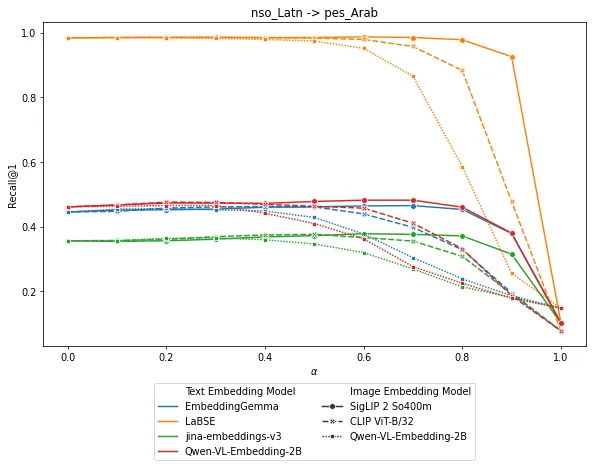 nso_Latn -> pes_Arab
Recall@1
1.0
0.8
0.6
0.4
0.2
0.0 0.2 0.4 0.6 0.8 1.0
α
Text Embedding Model
EmbeddingGemma
LaBSE
jina-embeddings-v3
Qwen-VL-Embedding-2B
Image Embedding Model
SigLIP 2 So400m
CLIP ViT-B/32
Qwen-VL-Embedding-2B